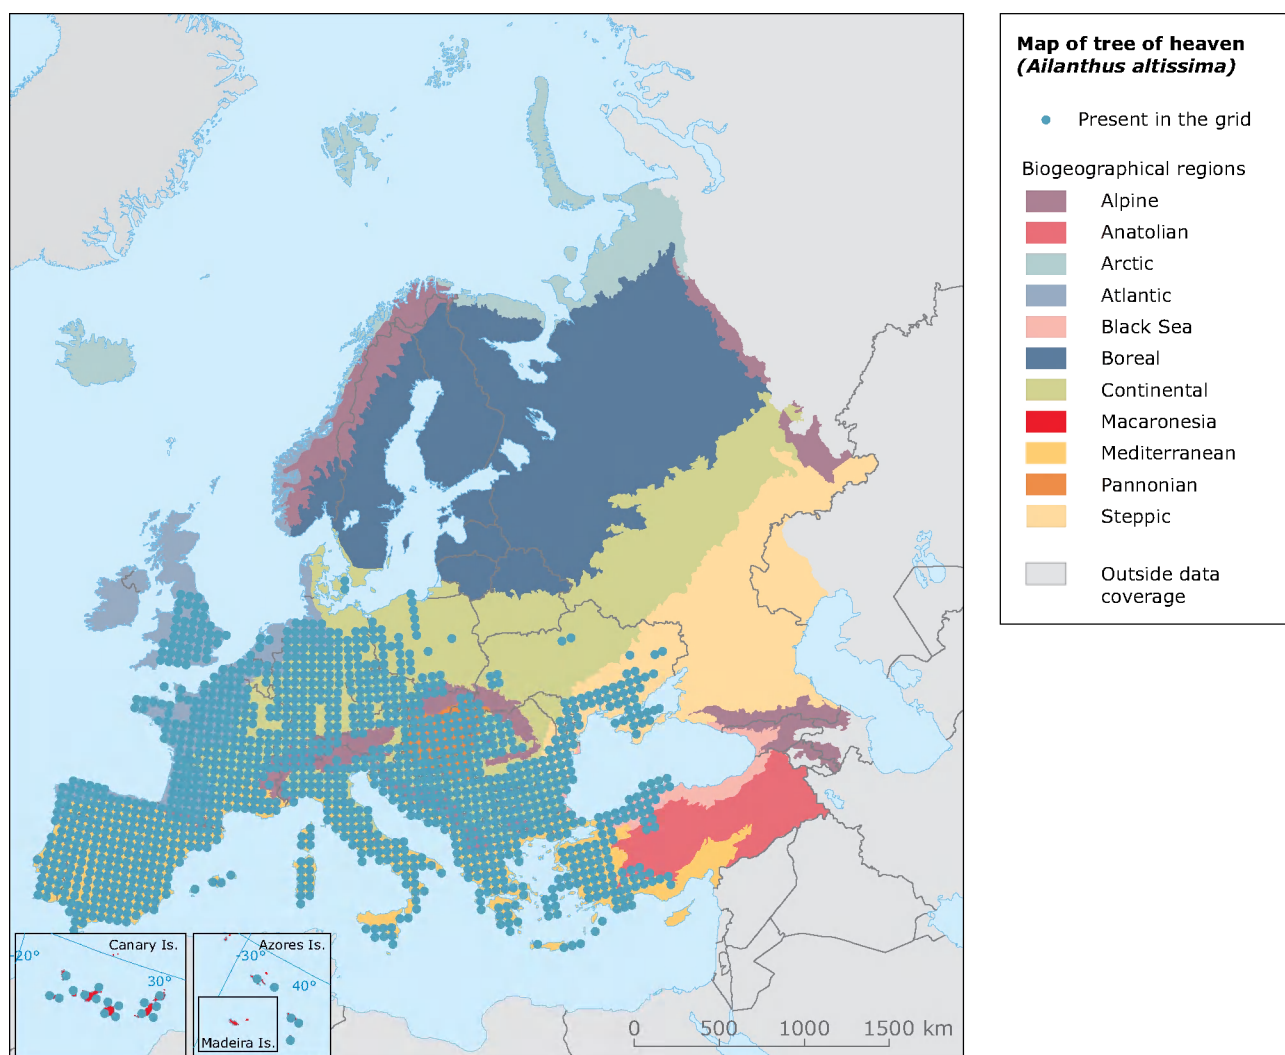 Map of tree of heaven
(Ailanthus altissima)
Present in the grid
Biogeographical regions
Alpine
Anatolian
Arctic
Atlantic
Black Sea
Boreal
Continental
Macaronesia
Mediterranean
Pannonian
Steppic
Outside data
coverage
Canary Is.
-20°
30°
Azores Is.
-30°
40°
Madeira Is.
0 500 1000 1500 km